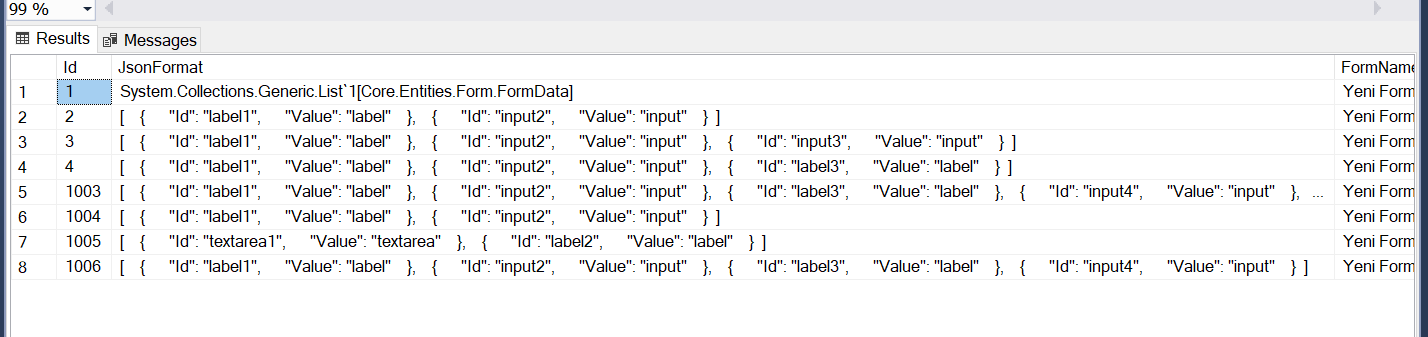 99 %
Results Messages
Id JsonFormat FormName
1 1 System.Collections.Generic.List`1[Core.Entities.Form.FormData] Yeni Form
2 2 [ { "Id": "label1", "Value": "label" }, { "Id": "input2", "Value": "input" } ] Yeni Form
3 3 [ { "Id": "label1", "Value": "label" }, { "Id": "input2", "Value": "input" }, { "Id": "input3", "Value": "input" } ] Yeni Form
4 4 [ { "Id": "label1", "Value": "label" }, { "Id": "input2", "Value": "input" }, { "Id": "label3", "Value": "label" } ] Yeni Form
5 1003 [ { "Id": "label1", "Value": "label" }, { "Id": "input2", "Value": "input" }, { "Id": "label3", "Value": "label" }, { "Id": "input4", "Value": "input" }, ... Yeni Form
6 1004 [ { "Id": "label1", "Value": "label" }, { "Id": "input2", "Value": "input" } ] Yeni Form
7 1005 [ { "Id": "textarea1", "Value": "textarea" }, { "Id": "label2", "Value": "label" } ] Yeni Form
8 1006 [ { "Id": "label1", "Value": "label" }, { "Id": "input2", "Value": "input" }, { "Id": "label3", "Value": "label" }, { "Id": "input4", "Value": "input" } ] Yeni Form